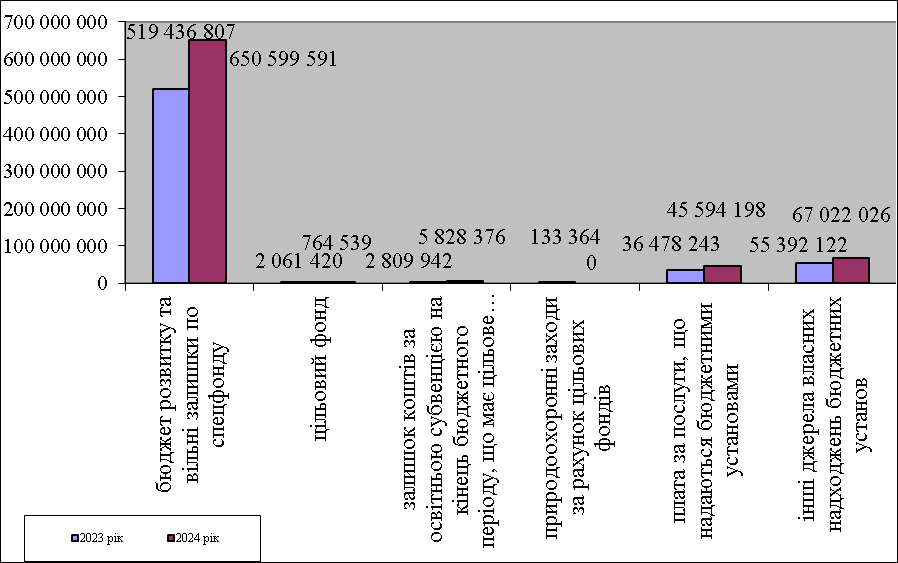 700 000 000
600 000 000
500 000 000
400 000 000
300 000 000
200 000 000
100 000 000
0
519 436 807
650 599 591
764 539
2 061 420
5 828 376
2 809 942
133 364
0
45 594 198
36 478 243
67 022 026
55 392 122
бюджет розвитку та
вільні залишки по
спецфонду
цільовий фонд
залишок коштів за
освітньою субвенцією на
кінець бюджетного
періоду, що має цільове…
природоохоронні заходи
за рахунок цільових
фондів
плата за послуги, що
надаються бюджетними
установами
інші джерела власних
надходжень бюджетних
установ
2023 рік
2024 рік